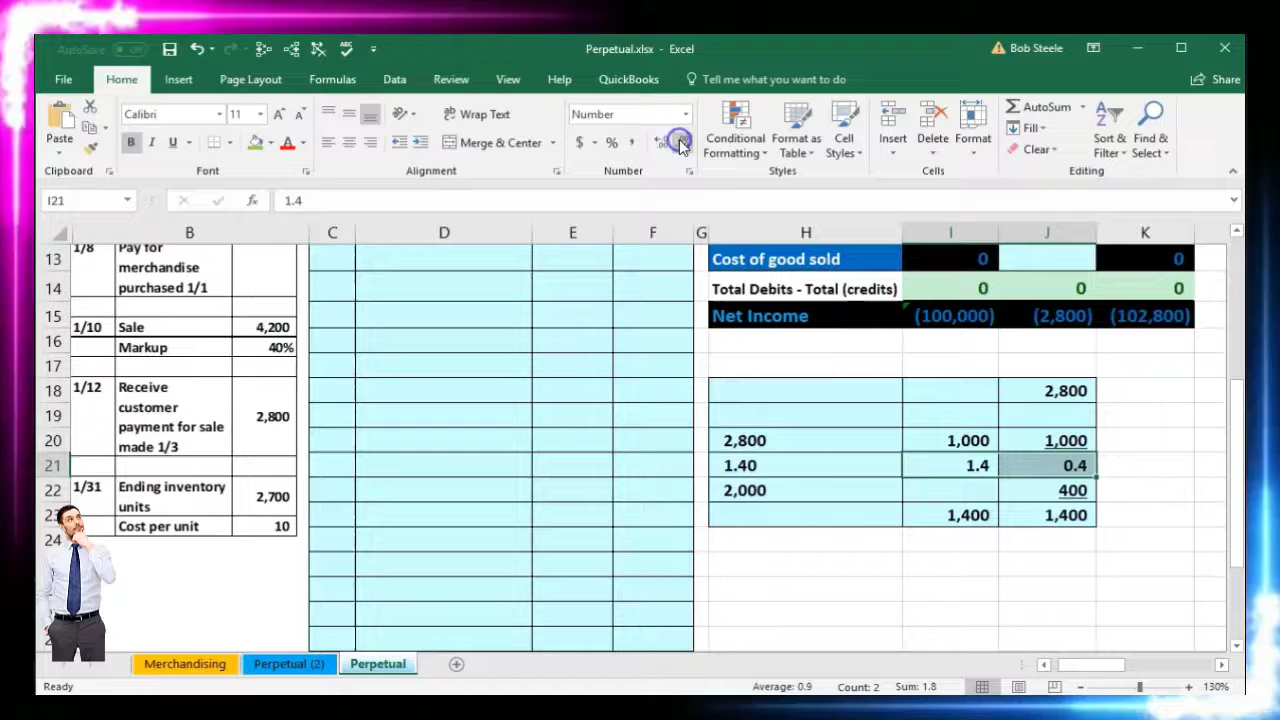 AutoSave Off
Perpetual.xlsx - Excel
Bob Steele
File Home Insert Page Layout Formulas Data Review View Help QuickBooks Tell me what you want to do Share
Paste
Clipboard
Calibri 11
B I U
Font
Wrap Text
Merge & Center
Alignment
Number
$ % ,
Number
Conditional Formatting
Format as Table
Cell Styles
Styles
Insert Delete Format
Cells
AutoSum
Fill
Clear
Sort & Filter
Find & Select
Editing
I21 fx 1.4
B C D E F G H I J K
13 1/8 Pay for merchandise purchased 1/1 Cost of good sold 0 0
14 Total Debits - Total (credits) 0 0 0
15 Net Income (100,000) (2,800) (102,800)
1/10 Sale 4,200
16 Markup 40%
17
18 1/12 Receive customer payment for sale made 1/3 2,800 2,800
19
20 2,800 1,000 1,000
21 1.40 1.4 0.4
22 1/31 Ending inventory units 2,700 2,000 400
23 Cost per unit 10 1,400 1,400
24
Merchandising Perpetual (2) Perpetual
Ready Average: 0.9 Count: 2 Sum: 1.8 130%